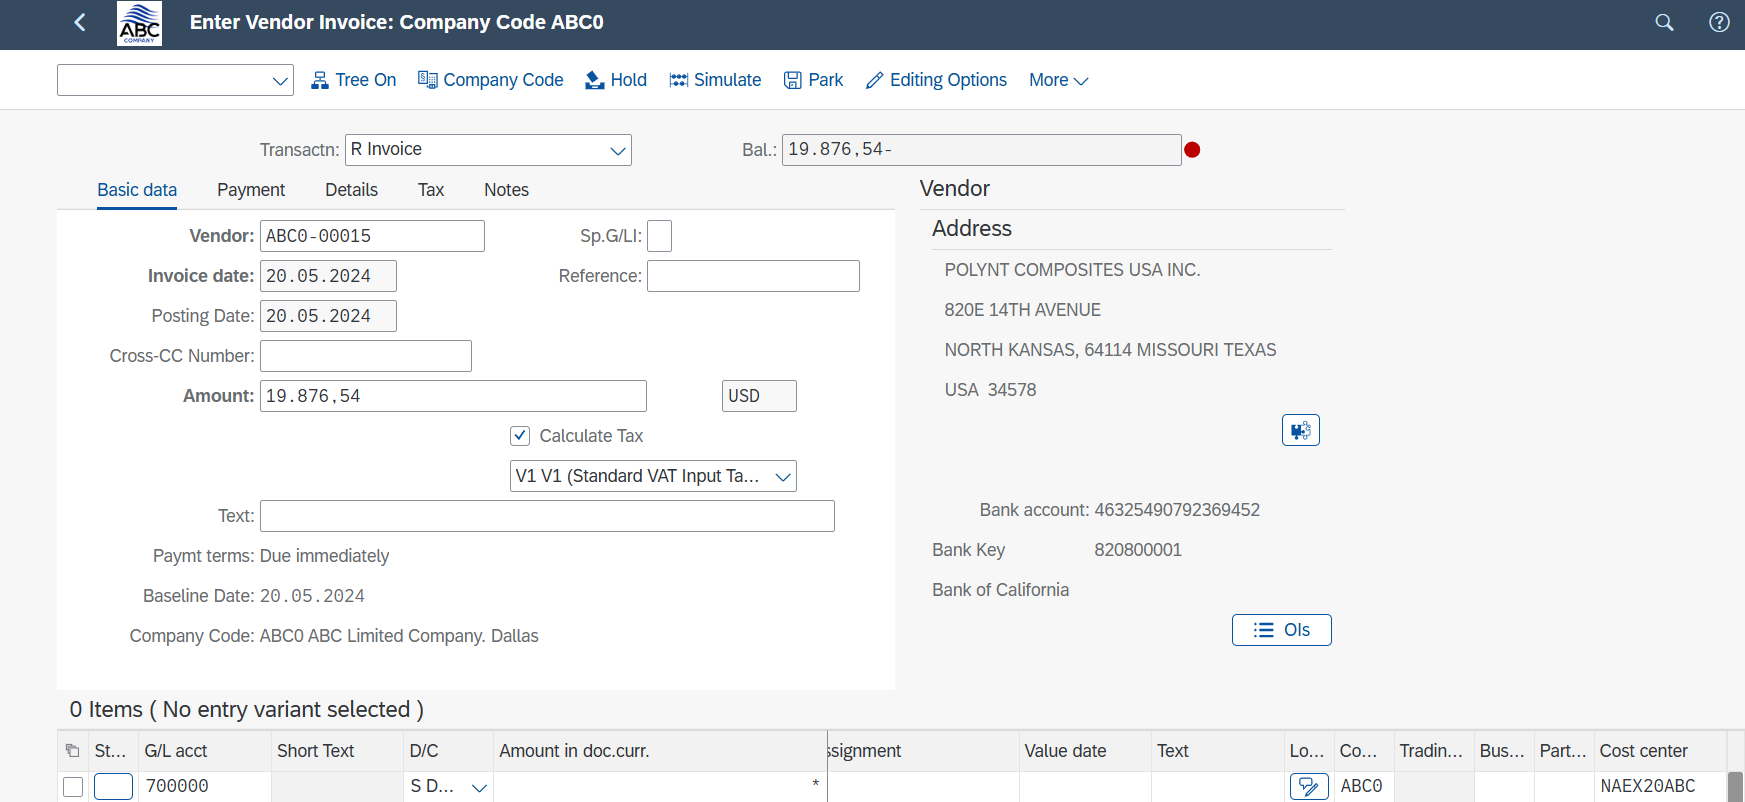 ABC
COMPANY
Enter Vendor Invoice: Company Code ABC0
Tree On Company Code Hold Simulate Park Editing Options More
Transactn: R Invoice Bal.: 19.876,54-
Basic data Payment Details Tax Notes
Vendor
Vendor: ABC0-00015 Sp.G/LI:
Address
Invoice date: 20.05.2024 Reference:
POLYNT COMPOSITES USA INC.
Posting Date: 20.05.2024
820E 14TH AVENUE
Cross-CC Number:
NORTH KANSAS, 64114 MISSOURI TEXAS
Amount: 19.876,54 USD
USA 34578
Calculate Tax
V1 V1 (Standard VAT Input Ta...
Text:
Bank account: 46325490792369452
Paymt terms: Due immediately
Bank Key 820800001
Baseline Date: 20.05.2024
Bank of California
Company Code: ABC0 ABC Limited Company. Dallas
OIs
0 Items ( No entry variant selected )
St... G/L acct Short Text D/C Amount in doc.curr. ssignment Value date Text Lo... Co... Tradin... Bus... Part... Cost center
700000 S D... * ABC0 NAEX20ABC